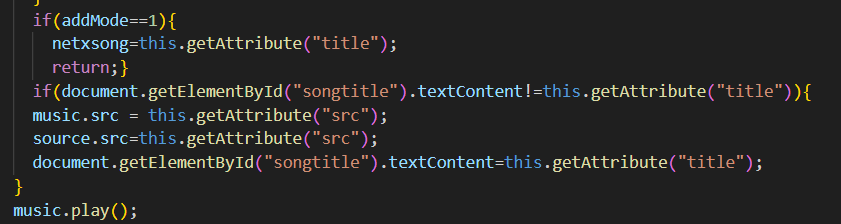 }
if(addMode==1){
netxsong=this.getAttribute("title");
return;}
if(document.getElementById("songtitle").textContent!=this.getAttribute("title")){
music.src = this.getAttribute("src");
source.src=this.getAttribute("src");
document.getElementById("songtitle").textContent=this.getAttribute("title");
}
music.play();